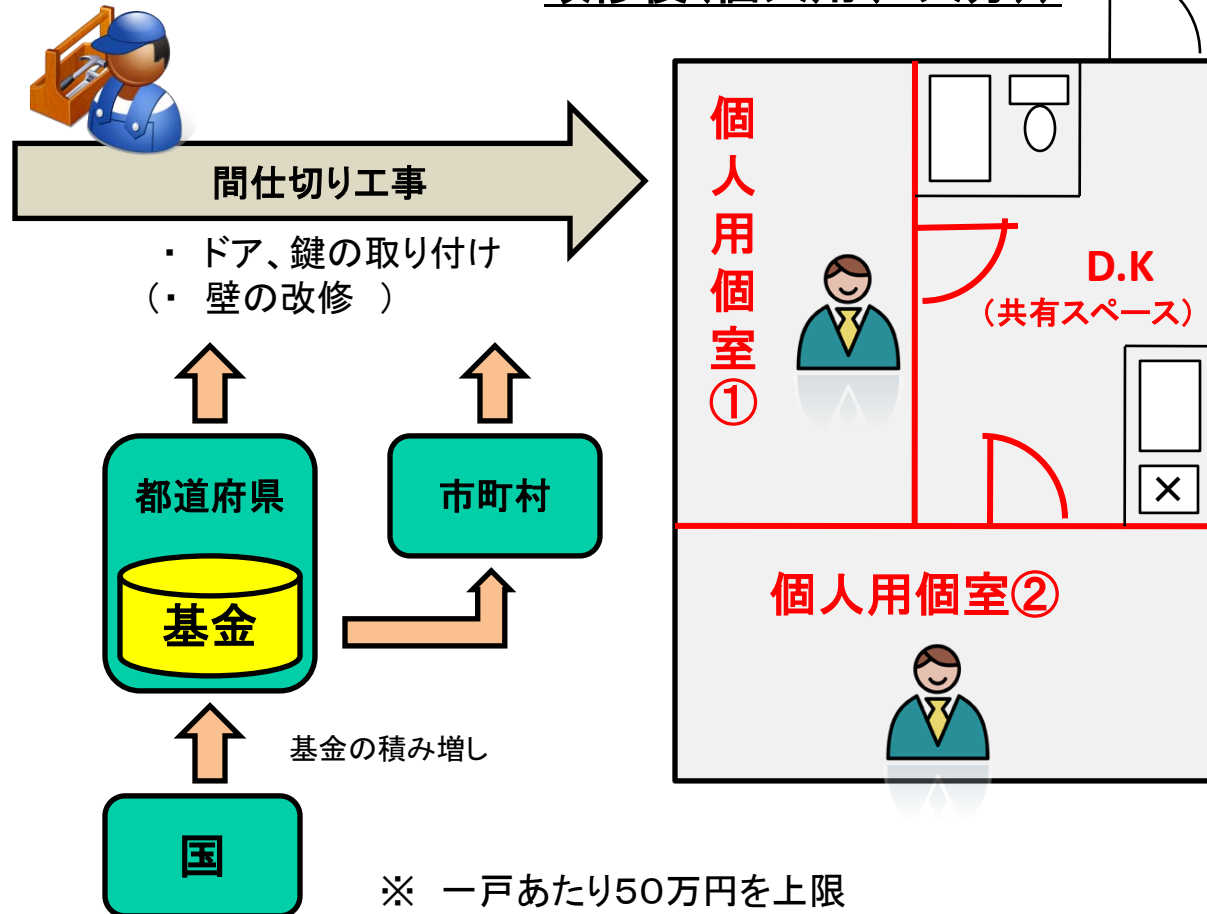 間仕切り工事
・ ドア、鍵の取り付け
（・ 壁の改修 ）
都道府県
基金
市町村
基金の積み増し
国
※ 一戸あたり５０万円を上限
個人用個室①
D.K
（共有スペース）
個人用個室②